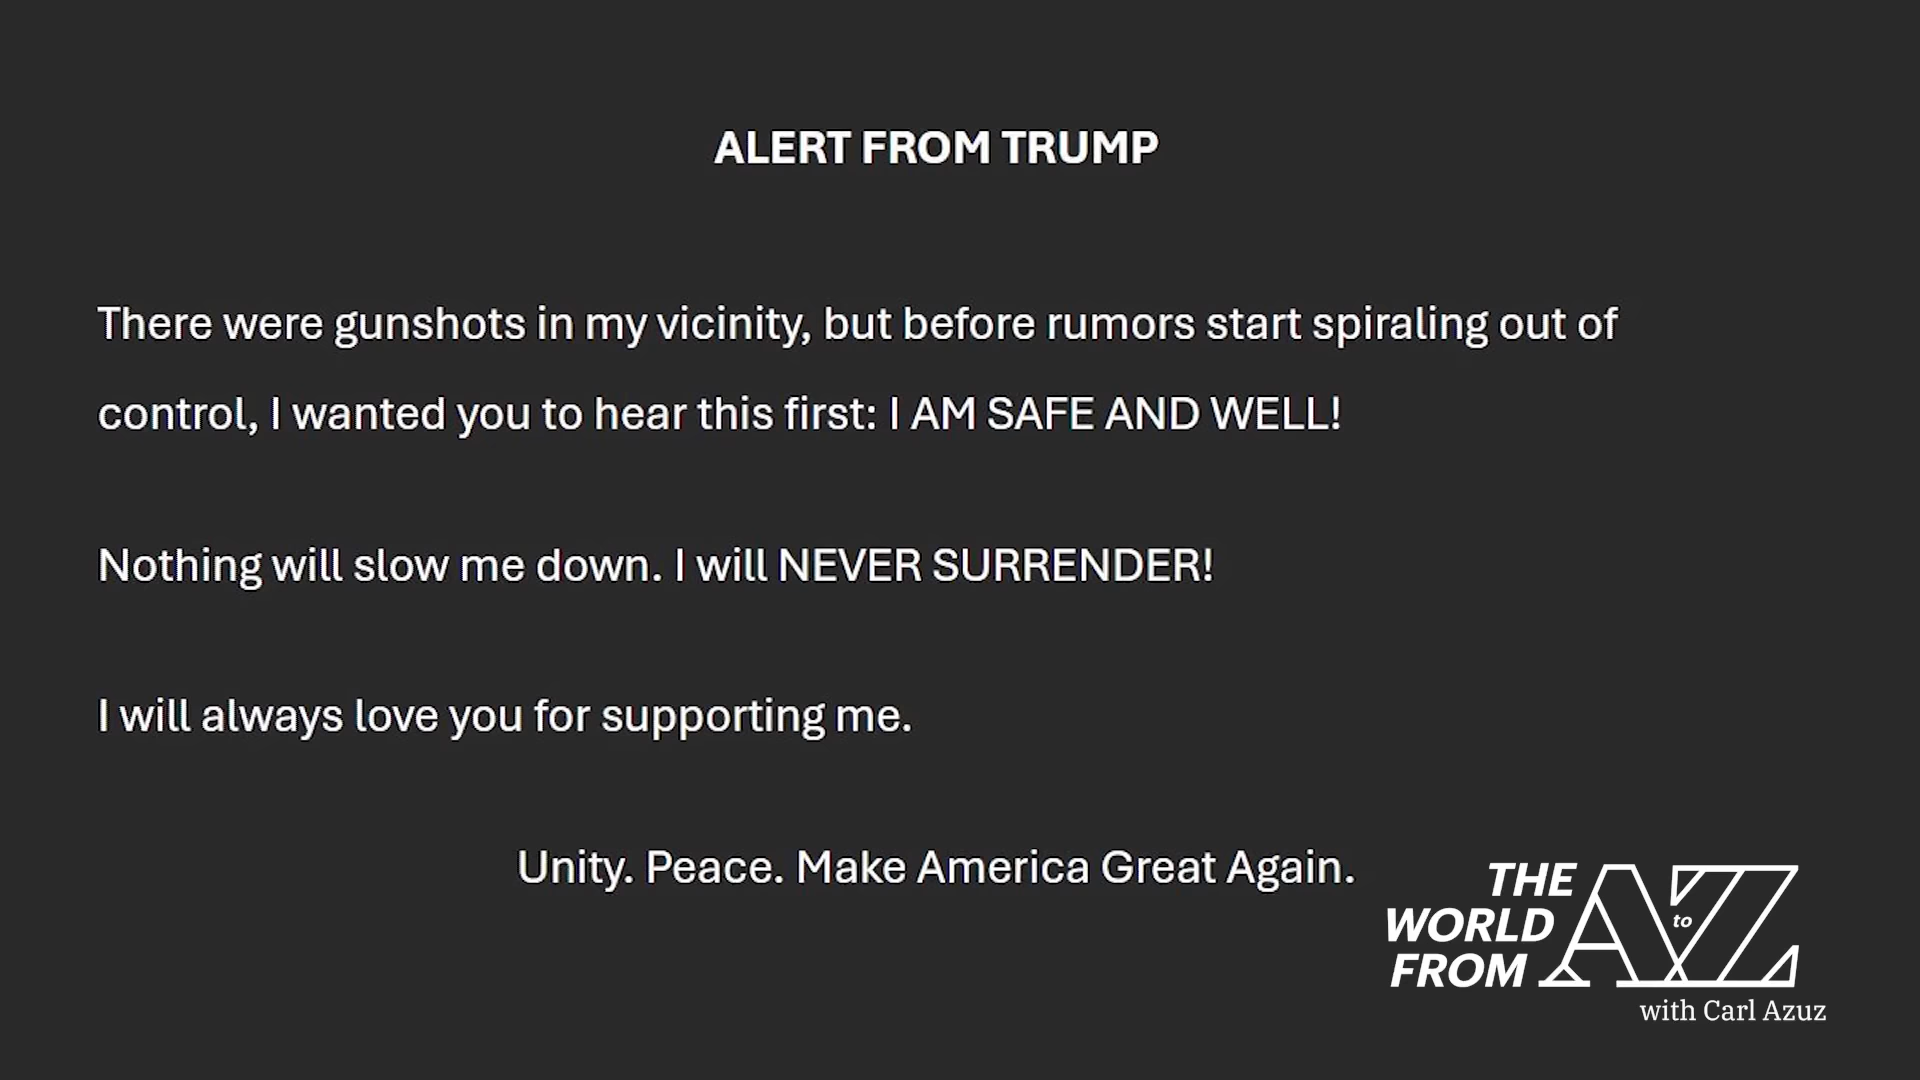 ALERT FROM TRUMP
There were gunshots in my vicinity, but before rumors start spiraling out of
control, I wanted you to hear this first: I AM SAFE AND WELL!
Nothing will slow me down. I will NEVER SURRENDER!
I will always love you for supporting me.
Unity. Peace. Make America Great Again.
THE
WORLD
FROM
A to Z
with Carl Azuz